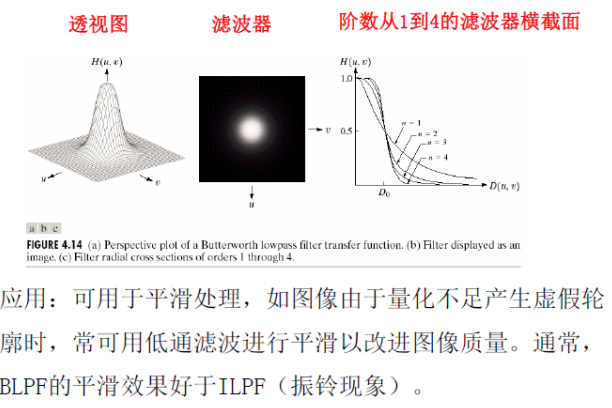 透视图
滤波器
阶数从1到4的滤波器横截面
H(u, v)
u
v
v
u
H(u, v)
1.0
0.5
n = 1
n = 2
n = 3
n = 4
D₀
D(u, v)
a b c
FIGURE 4.14 (a) Perspective plot of a Butterworth lowpass filter transfer function. (b) Filter displayed as an
image. (c) Filter radial cross sections of orders 1 through 4.
应用：可用于平滑处理，如图像由于量化不足产生虚假轮
廓时，常可用低通滤波进行平滑以改进图像质量。通常，
BLPF的平滑效果好于ILPF（振铃现象）。